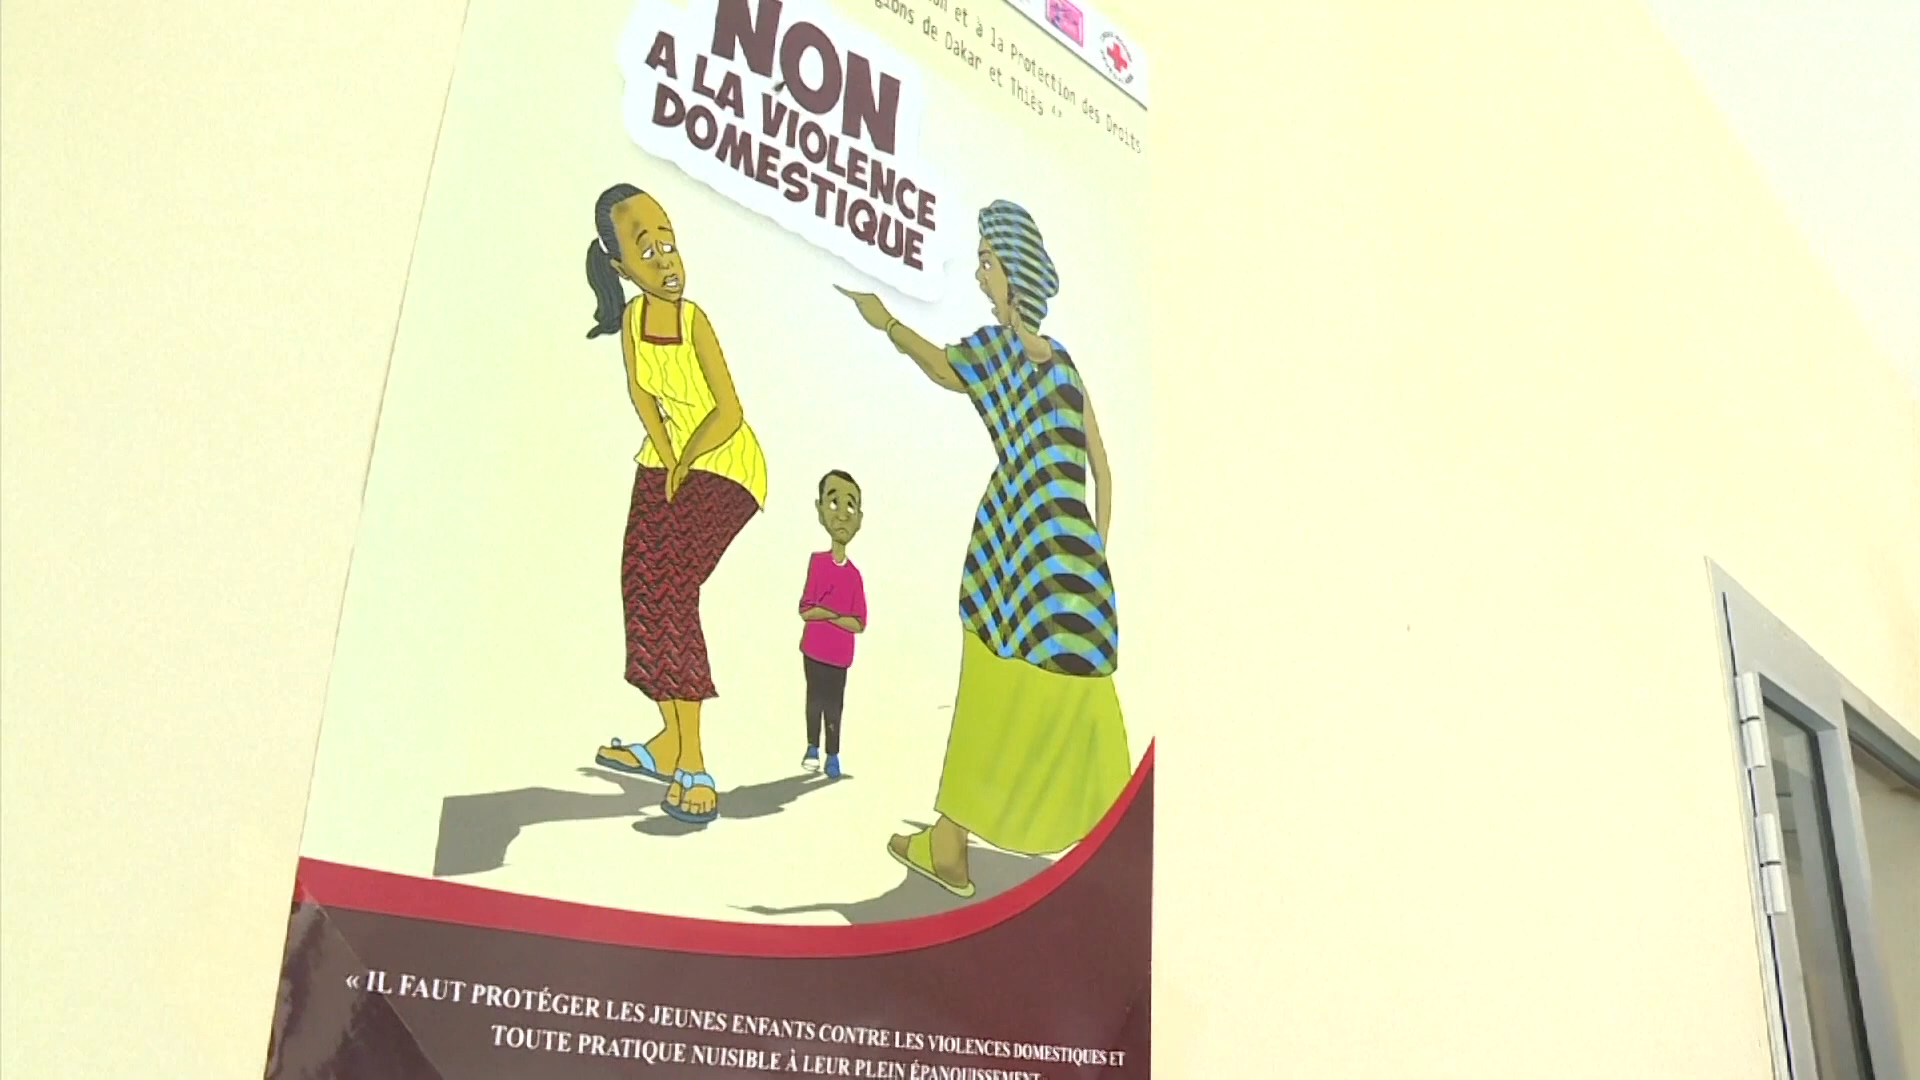 et à la Protection des Droits
de Dakar et Thiès "
NON
A LA VIOLENCE
DOMESTIQUE
« IL FAUT PROTÉGER LES JEUNES ENFANTS CONTRE LES VIOLENCES DOMESTIQUES ET
TOUTE PRATIQUE NUISIBLE À LEUR PLEIN ÉPANOUISSEMENT